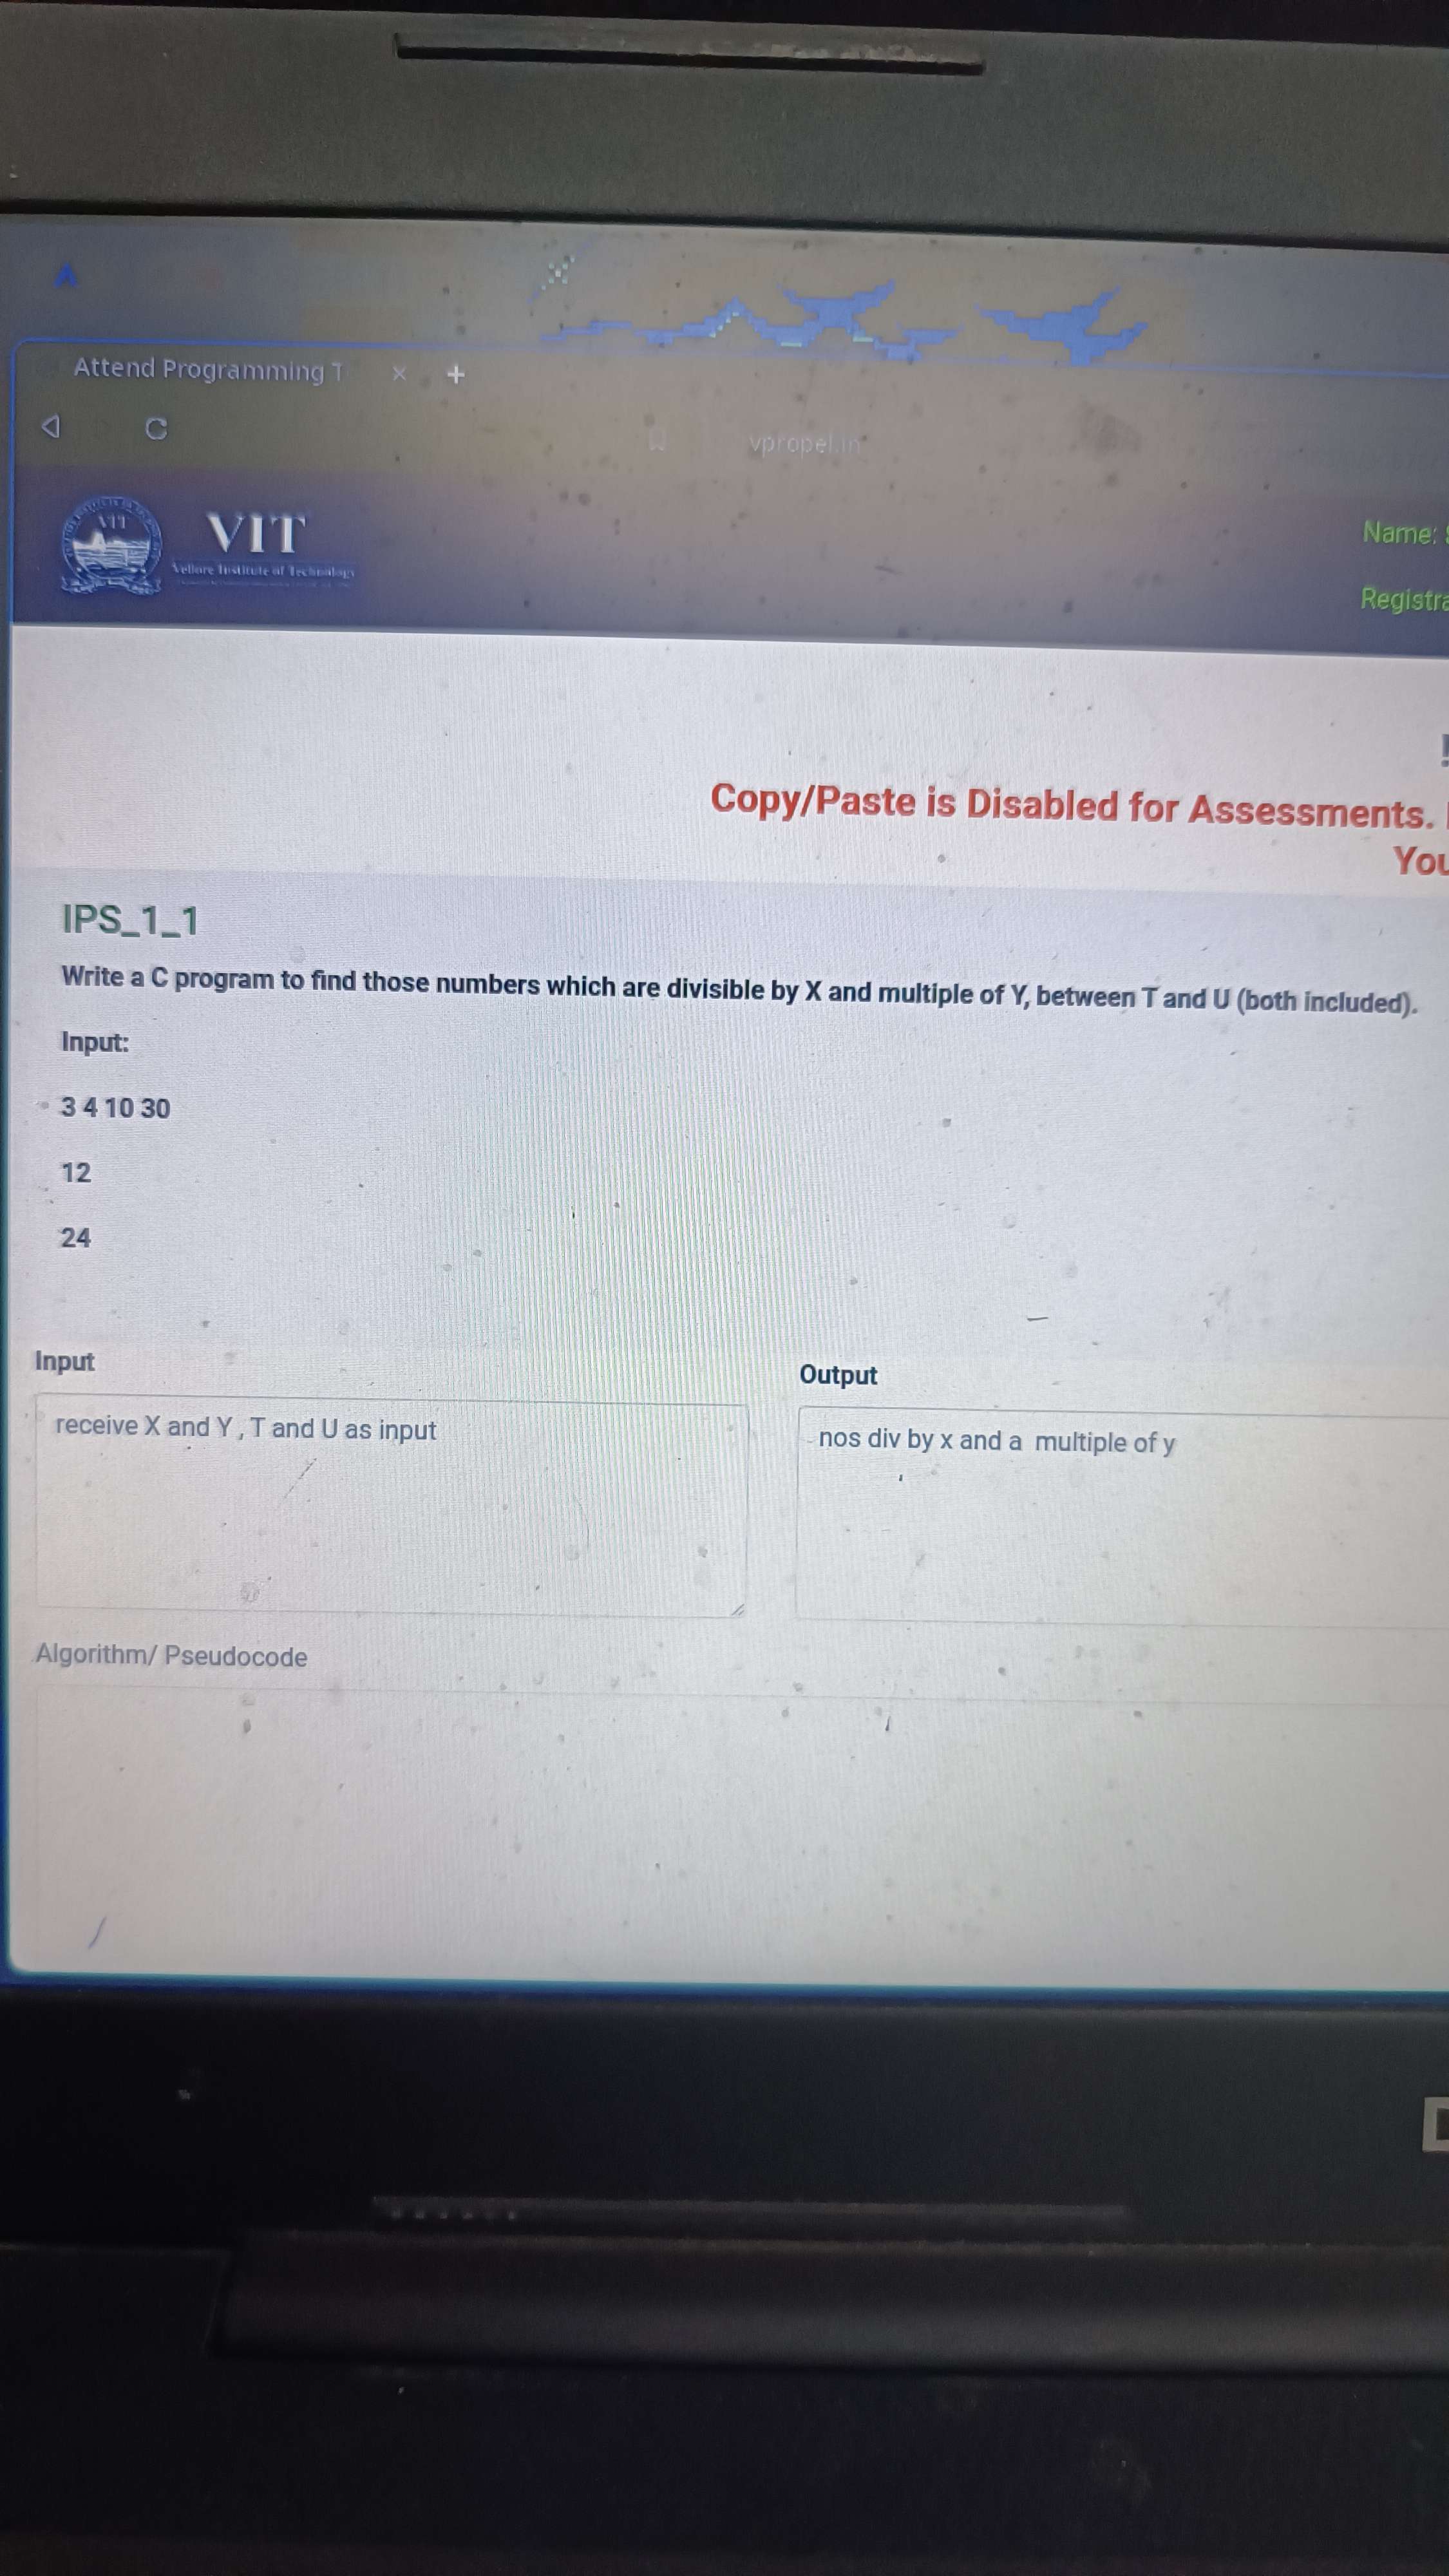 Attend Programming T
vpropel.in
VIT
VIT
Vellore Institute of Technology
Name:
Registra
Copy/Paste is Disabled for Assessments.
You
IPS_1_1
Write a C program to find those numbers which are divisible by X and multiple of Y, between T and U (both included).
Input:
3 4 10 30
12
24
Input
Output
receive X and Y , T and U as input
nos div by x and a multiple of y
Algorithm/ Pseudocode